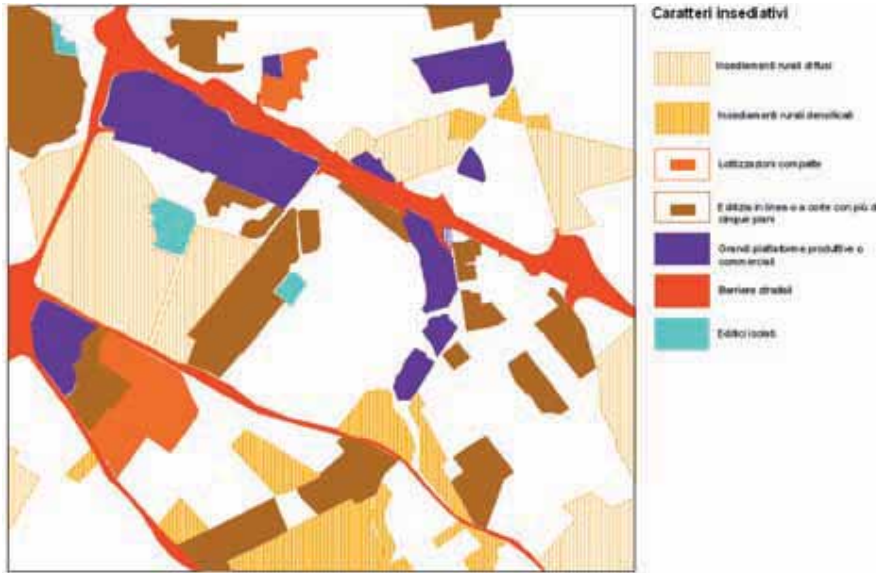 Caratteri insediativi
Insediamenti rurali diffusi
Insediamenti rurali densificati
Lottizzazioni compatte
Edilizia in linea o a corte con più di
cinque piani
Grandi piattaforme produttive o
commerciali
Barriere stradali
Edifici isolati